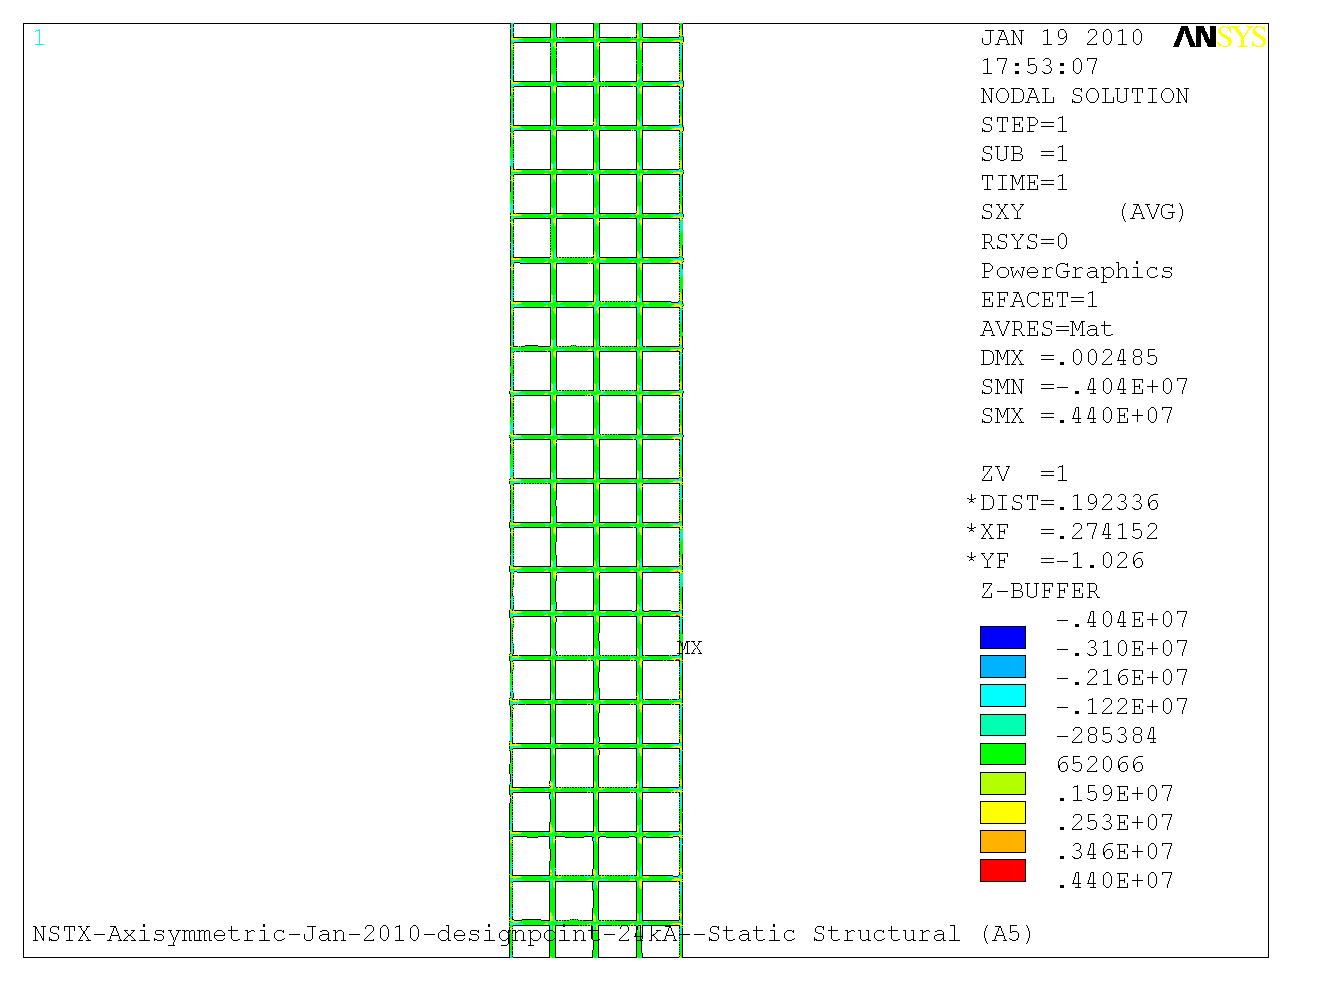 1
JAN 19 2010
ANSYS
17:53:07
NODAL SOLUTION
STEP=1
SUB =1
TIME=1
SXY (AVG)
RSYS=0
PowerGraphics
EFACET=1
AVRES=Mat
DMX =.002485
SMN =-.404E+07
SMX =.440E+07
ZV =1
*DIST=.192336
*XF =.274152
*YF =-1.026
Z-BUFFER
-.404E+07
-.310E+07
-.216E+07
-.122E+07
-285384
652066
.159E+07
.253E+07
.346E+07
.440E+07
MX
NSTX-Axisymmetric-Jan-2010-designpoint-24kA--Static Structural (A5)